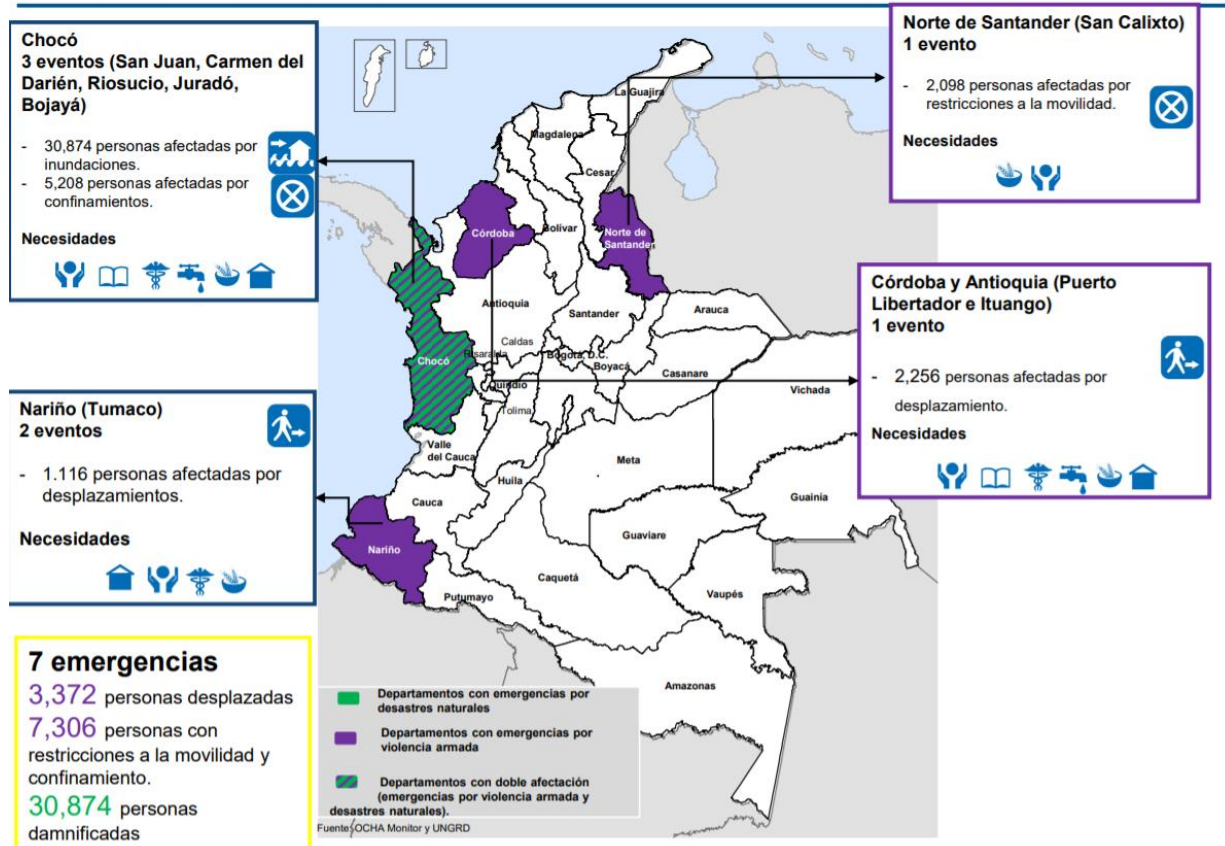 Chocó
3 eventos (San Juan, Carmen del
Darién, Riosucio, Juradó,
Bojayá)
- 30,874 personas afectadas por
inundaciones.
- 5,208 personas afectadas por
confinamientos.
Necesidades
Norte de Santander (San Calixto)
1 evento
- 2,098 personas afectadas por
restricciones a la movilidad.
Necesidades
Córdoba y Antioquia (Puerto
Libertador e Ituango)
1 evento
- 2,256 personas afectadas por
desplazamiento.
Necesidades
Nariño (Tumaco)
2 eventos
- 1.116 personas afectadas por
desplazamientos.
Necesidades
7 emergencias
3,372 personas desplazadas
7,306 personas con
restricciones a la movilidad y
confinamiento.
30,874 personas
damnificadas
La Guajira
Magdalena
Cesar
Córdoba
Bolívar
Norte de
Santander
Antioquia
Santander
Arauca
Caldas
Risaralda
Chocó
Bogotá, D.C.
Boyacá
Casanare
Quindío
Vichada
Tolima
Valle
del Cauca
Meta
Huila
Cauca
Guainía
Guaviare
Nariño
Caquetá
Vaupés
Putumayo
Amazonas
Departamentos con emergencias por
desastres naturales
Departamentos con emergencias por
violencia armada
Departamentos con doble afectación
(emergencias por violencia armada y
desastres naturales).
Fuente: OCHA Monitor y UNGRD